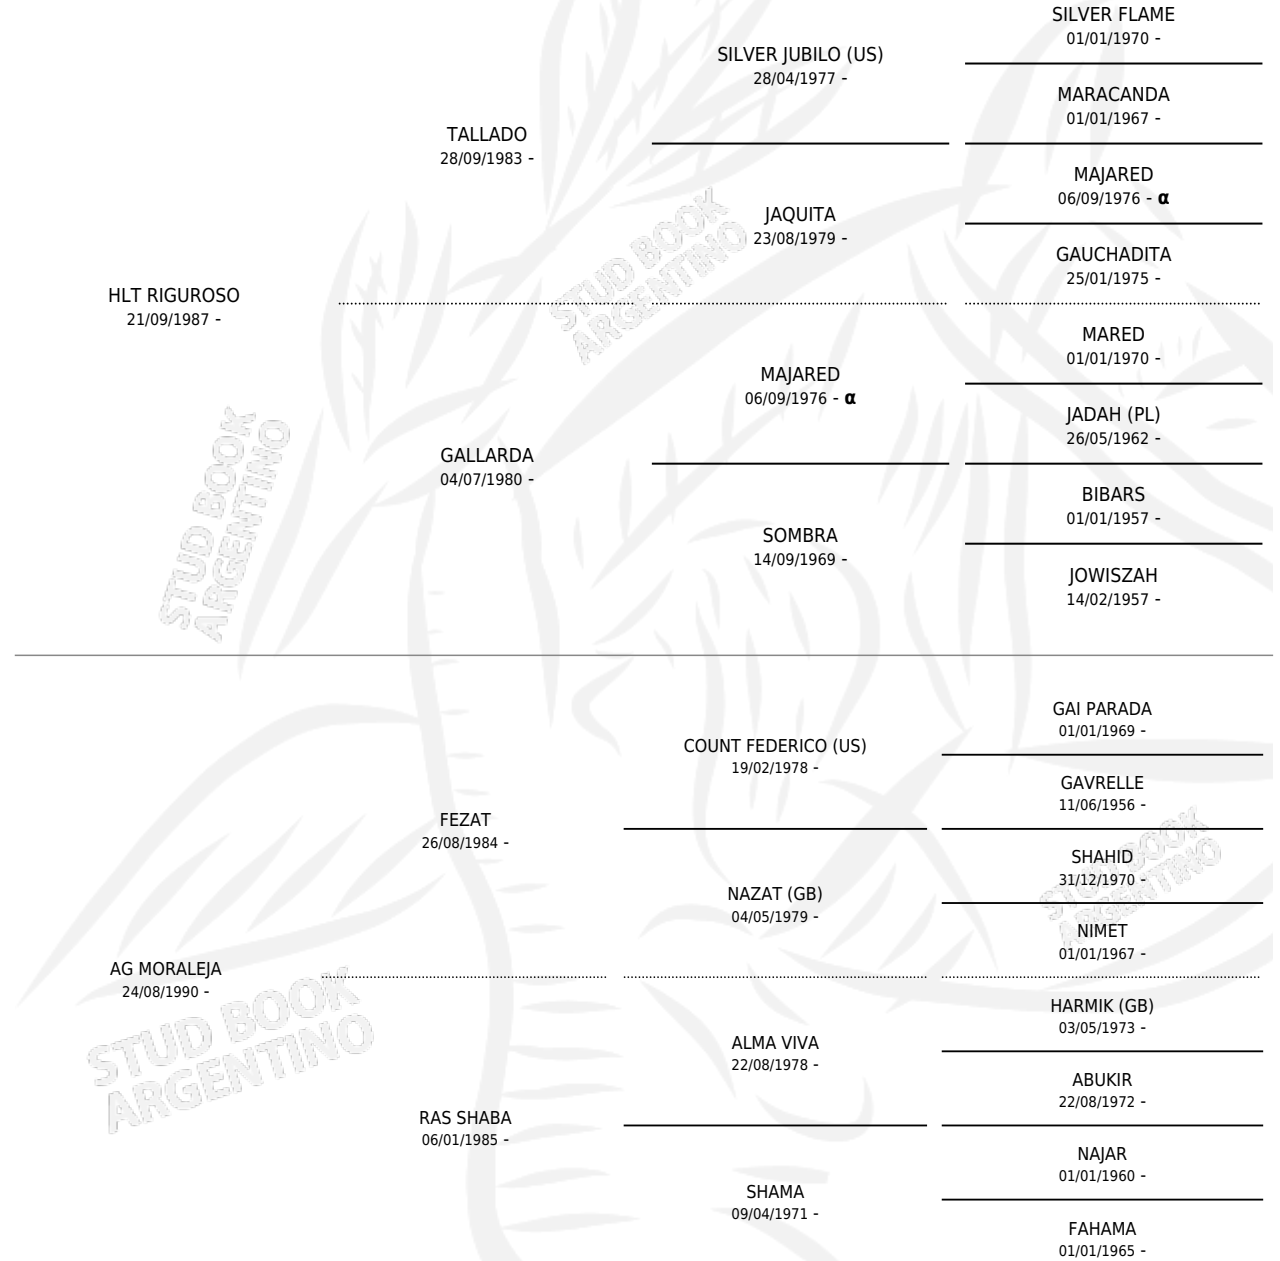 SILVER FLAME
01/01/1970 -
SILVER JUBILO (US)
28/04/1977 -
MARACANDA
01/01/1967 -
TALLADO
28/09/1983 -
MAJARED
06/09/1976 - α
JAQUITA
23/08/1979 -
GAUCHADITA
25/01/1975 -
HLT RIGUROSO
21/09/1987 -
MARED
01/01/1970 -
MAJARED
06/09/1976 - α
JADAH (PL)
26/05/1962 -
GALLARDA
04/07/1980 -
BIBARS
01/01/1957 -
SOMBRA
14/09/1969 -
JOWISZAH
14/02/1957 -
STUD BOOK
ARGENTINO
STUD BOOK
ARGENTINO
GAI PARADA
01/01/1969 -
COUNT FEDERICO (US)
19/02/1978 -
GAVRELLE
11/06/1956 -
FEZAT
26/08/1984 -
SHAHID
31/12/1970 -
NAZAT (GB)
04/05/1979 -
NIMET
01/01/1967 -
AG MORALEJA
24/08/1990 -
HARMIK (GB)
03/05/1973 -
ALMA VIVA
22/08/1978 -
ABUKIR
22/08/1972 -
RAS SHABA
06/01/1985 -
NAJAR
01/01/1960 -
SHAMA
09/04/1971 -
FAHAMA
01/01/1965 -
STUD BOOK
ARGENTINO
STUD BOOK
ARGENTINO